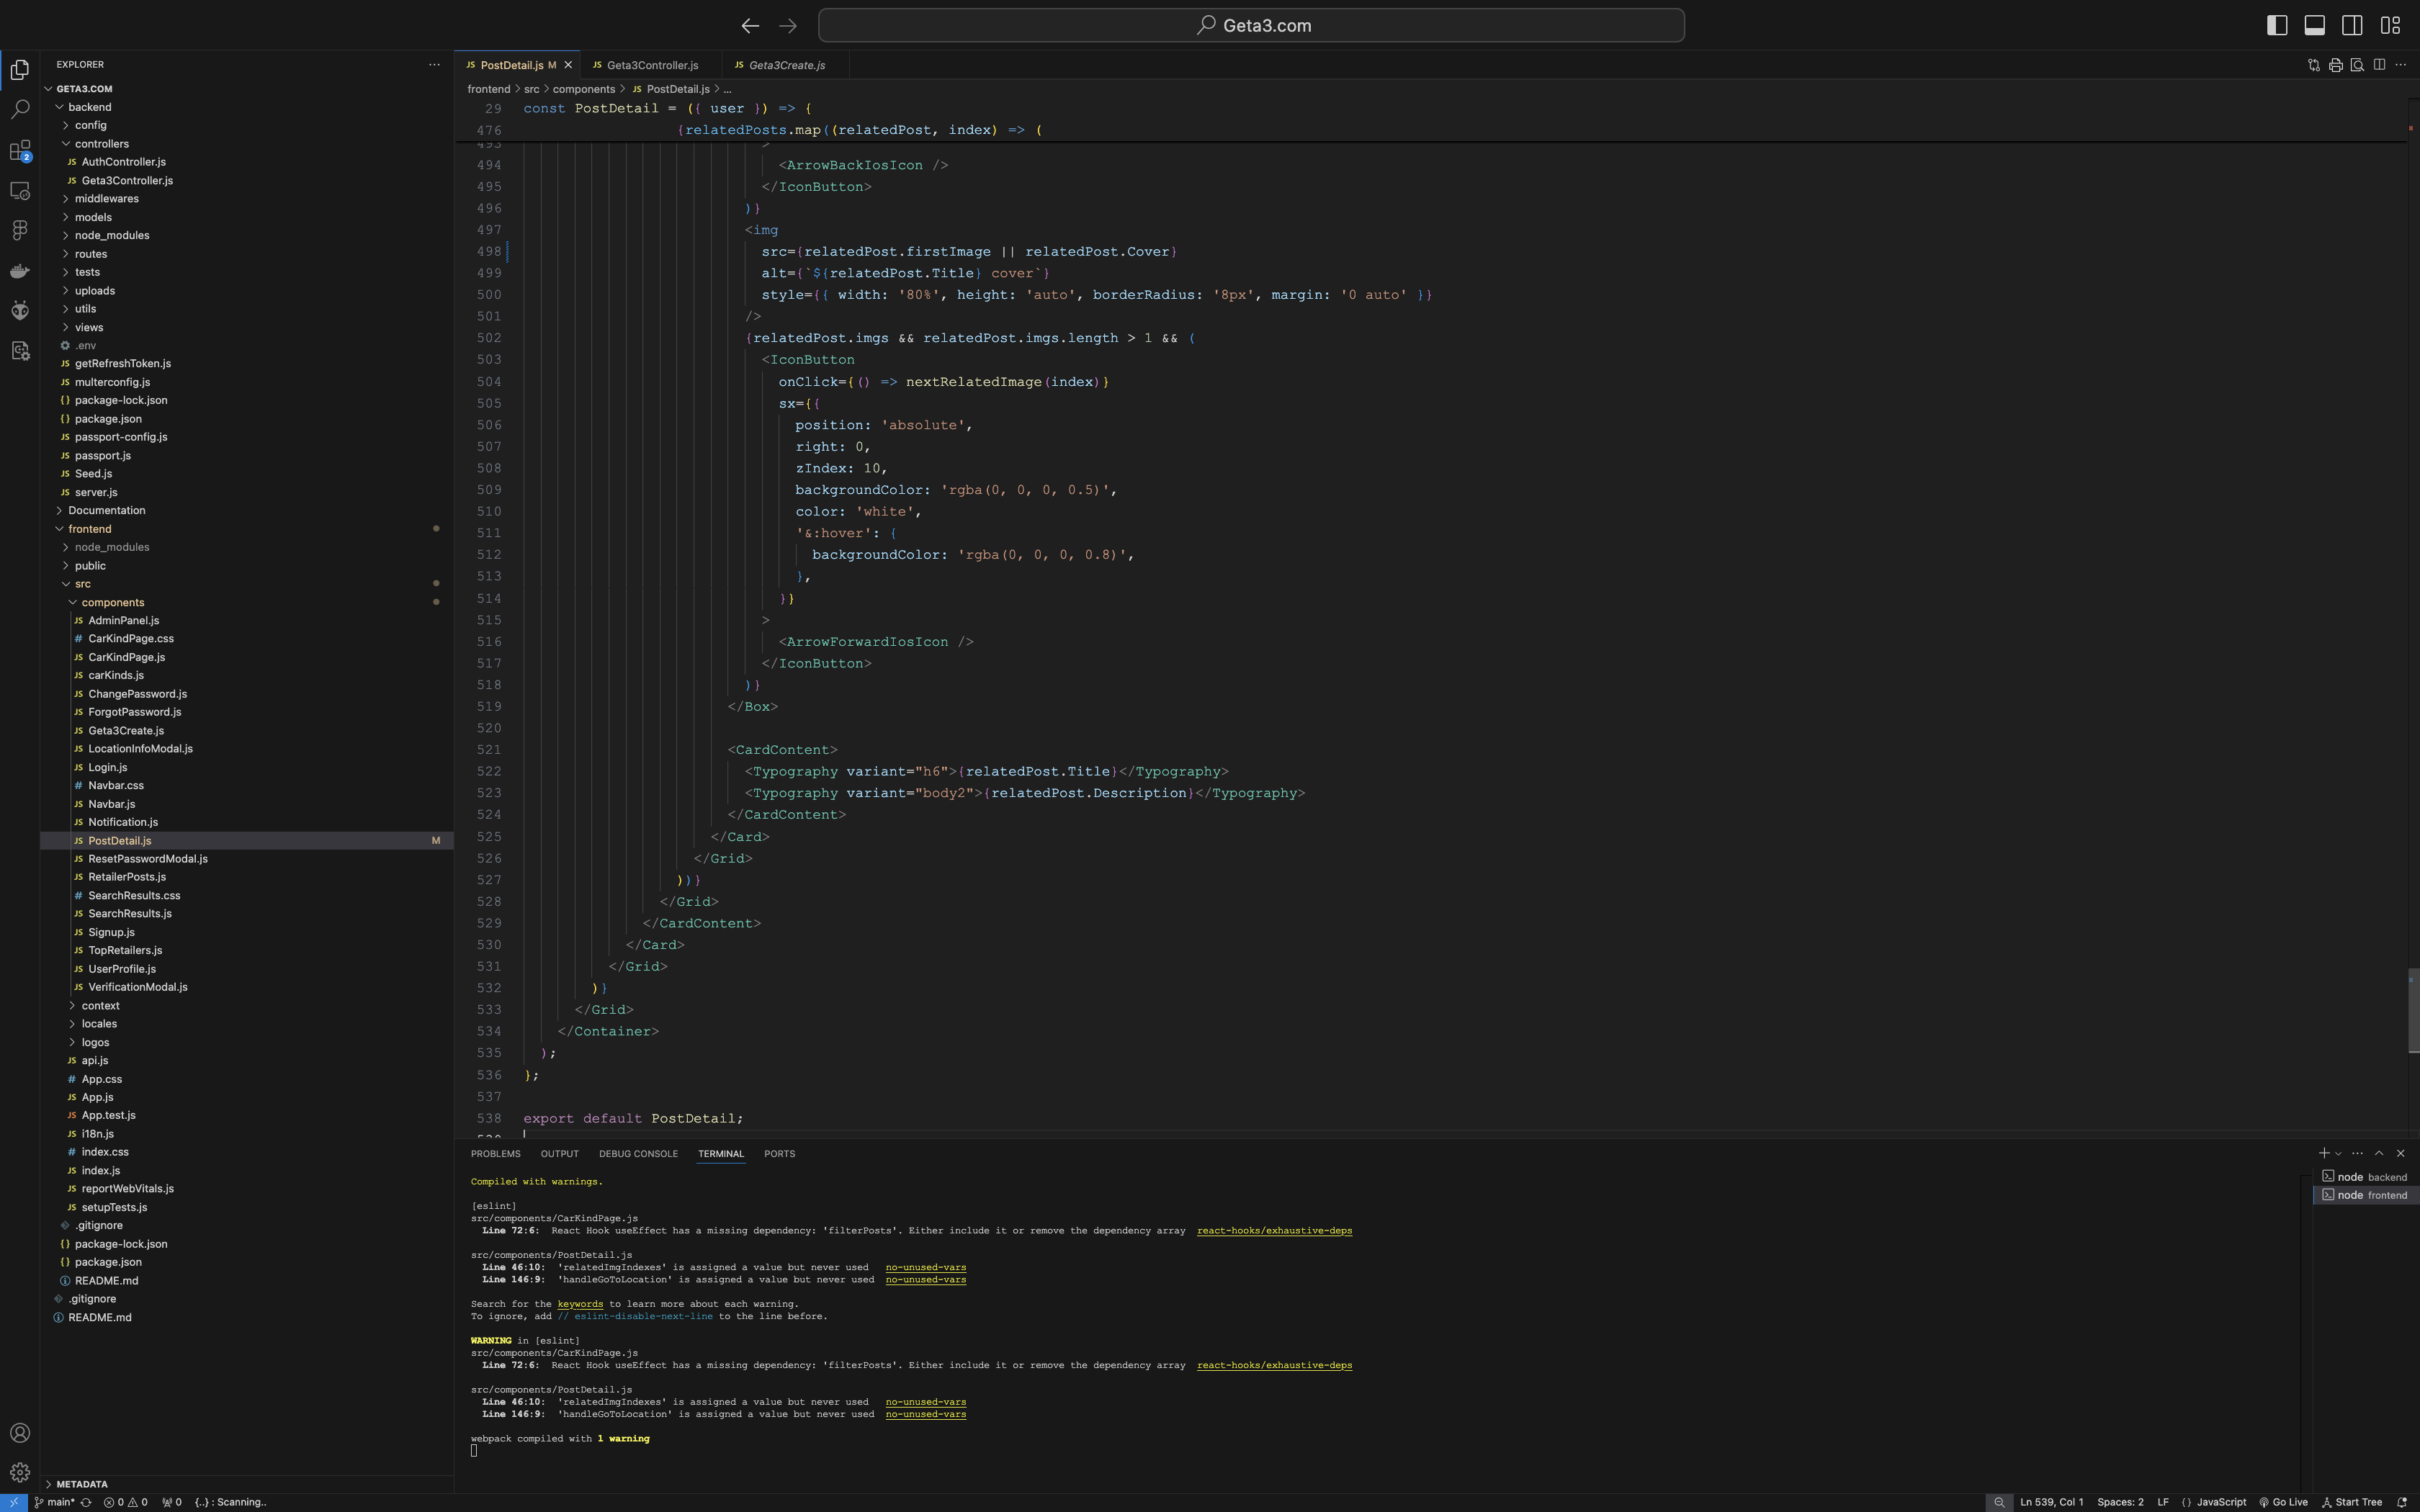 Geta3.com
EXPLORER
GETA3.COM
backend
config
controllers
AuthController.js
Geta3Controller.js
middlewares
models
node_modules
routes
tests
uploads
utils
views
.env
getRefreshToken.js
multerconfig.js
package-lock.json
package.json
passport-config.js
passport.js
Seed.js
server.js
Documentation
frontend
node_modules
public
src
components
AdminPanel.js
CarKindPage.css
CarKindPage.js
carKinds.js
ChangePassword.js
ForgotPassword.js
Geta3Create.js
LocationInfoModal.js
Login.js
Navbar.css
Navbar.js
Notification.js
PostDetail.js M
ResetPasswordModal.js
RetailerPosts.js
SearchResults.css
SearchResults.js
Signup.js
TopRetailers.js
UserProfile.js
VerificationModal.js
context
locales
logos
api.js
App.css
App.js
App.test.js
i18n.js
index.css
index.js
reportWebVitals.js
setupTests.js
.gitignore
package-lock.json
package.json
README.md
.gitignore
README.md
METADATA
JS PostDetail.js M JS Geta3Controller.js JS Geta3Create.js
frontend > src > components > JS PostDetail.js > ...
29 const PostDetail = ({ user }) => {
476 {relatedPosts.map((relatedPost, index) => (
493 >
494 <ArrowBackIosIcon />
495 </IconButton>
496 )}
497 <img
498 src={relatedPost.firstImage || relatedPost.Cover}
499 alt={`${relatedPost.Title} cover`}
500 style={{ width: '80%', height: 'auto', borderRadius: '8px', margin: '0 auto' }}
501 />
502 {relatedPost.imgs && relatedPost.imgs.length > 1 && (
503 <IconButton
504 onClick={() => nextRelatedImage(index)}
505 sx={{
506 position: 'absolute',
507 right: 0,
508 zIndex: 10,
509 backgroundColor: 'rgba(0, 0, 0, 0.5)',
510 color: 'white',
511 '&:hover': {
512 backgroundColor: 'rgba(0, 0, 0, 0.8)',
513 },
514 }}
515 >
516 <ArrowForwardIosIcon />
517 </IconButton>
518 )}
519 </Box>
520
521 <CardContent>
522 <Typography variant="h6">{relatedPost.Title}</Typography>
523 <Typography variant="body2">{relatedPost.Description}</Typography>
524 </CardContent>
525 </Card>
526 </Grid>
527 ))}
528 </Grid>
529 </CardContent>
530 </Card>
531 </Grid>
532 )}
533 </Grid>
534 </Container>
535 );
536 };
537
538 export default PostDetail;
539
PROBLEMS OUTPUT DEBUG CONSOLE TERMINAL PORTS
Compiled with warnings.
[eslint]
src/components/CarKindPage.js
Line 72:6: React Hook useEffect has a missing dependency: 'filterPosts'. Either include it or remove the dependency array react-hooks/exhaustive-deps
src/components/PostDetail.js
Line 46:10: 'relatedImgIndexes' is assigned a value but never used no-unused-vars
Line 146:9: 'handleGoToLocation' is assigned a value but never used no-unused-vars
Search for the keywords to learn more about each warning.
To ignore, add // eslint-disable-next-line to the line before.
WARNING in [eslint]
src/components/CarKindPage.js
Line 72:6: React Hook useEffect has a missing dependency: 'filterPosts'. Either include it or remove the dependency array react-hooks/exhaustive-deps
src/components/PostDetail.js
Line 46:10: 'relatedImgIndexes' is assigned a value but never used no-unused-vars
Line 146:9: 'handleGoToLocation' is assigned a value but never used no-unused-vars
webpack compiled with 1 warning
node backend
node frontend
main* 0 0 0 {..} : Scanning.. Ln 539, Col 1 Spaces: 2 LF {} JavaScript Go Live Start Tree